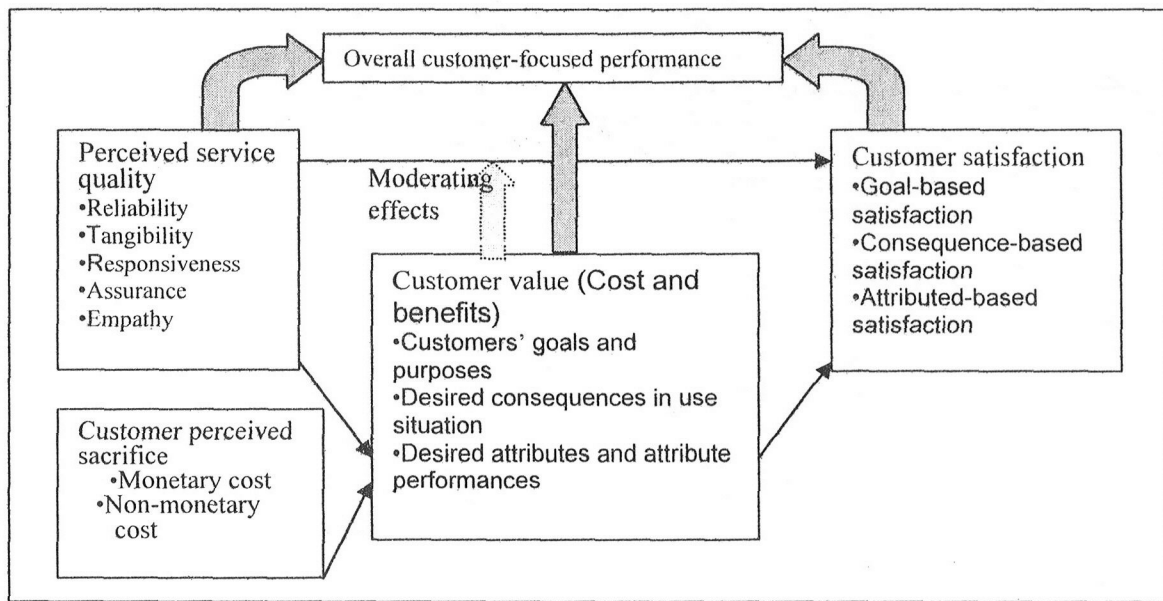 Overall customer-focused performance
Perceived service
quality
•Reliability
•Tangibility
•Responsiveness
•Assurance
•Empathy
Moderating
effects
Customer satisfaction
•Goal-based
satisfaction
•Consequence-based
satisfaction
•Attributed-based
satisfaction
Customer value (Cost and
benefits)
•Customers' goals and
purposes
•Desired consequences in use
situation
•Desired attributes and attribute
performances
Customer perceived
sacrifice
•Monetary cost
•Non-monetary
cost